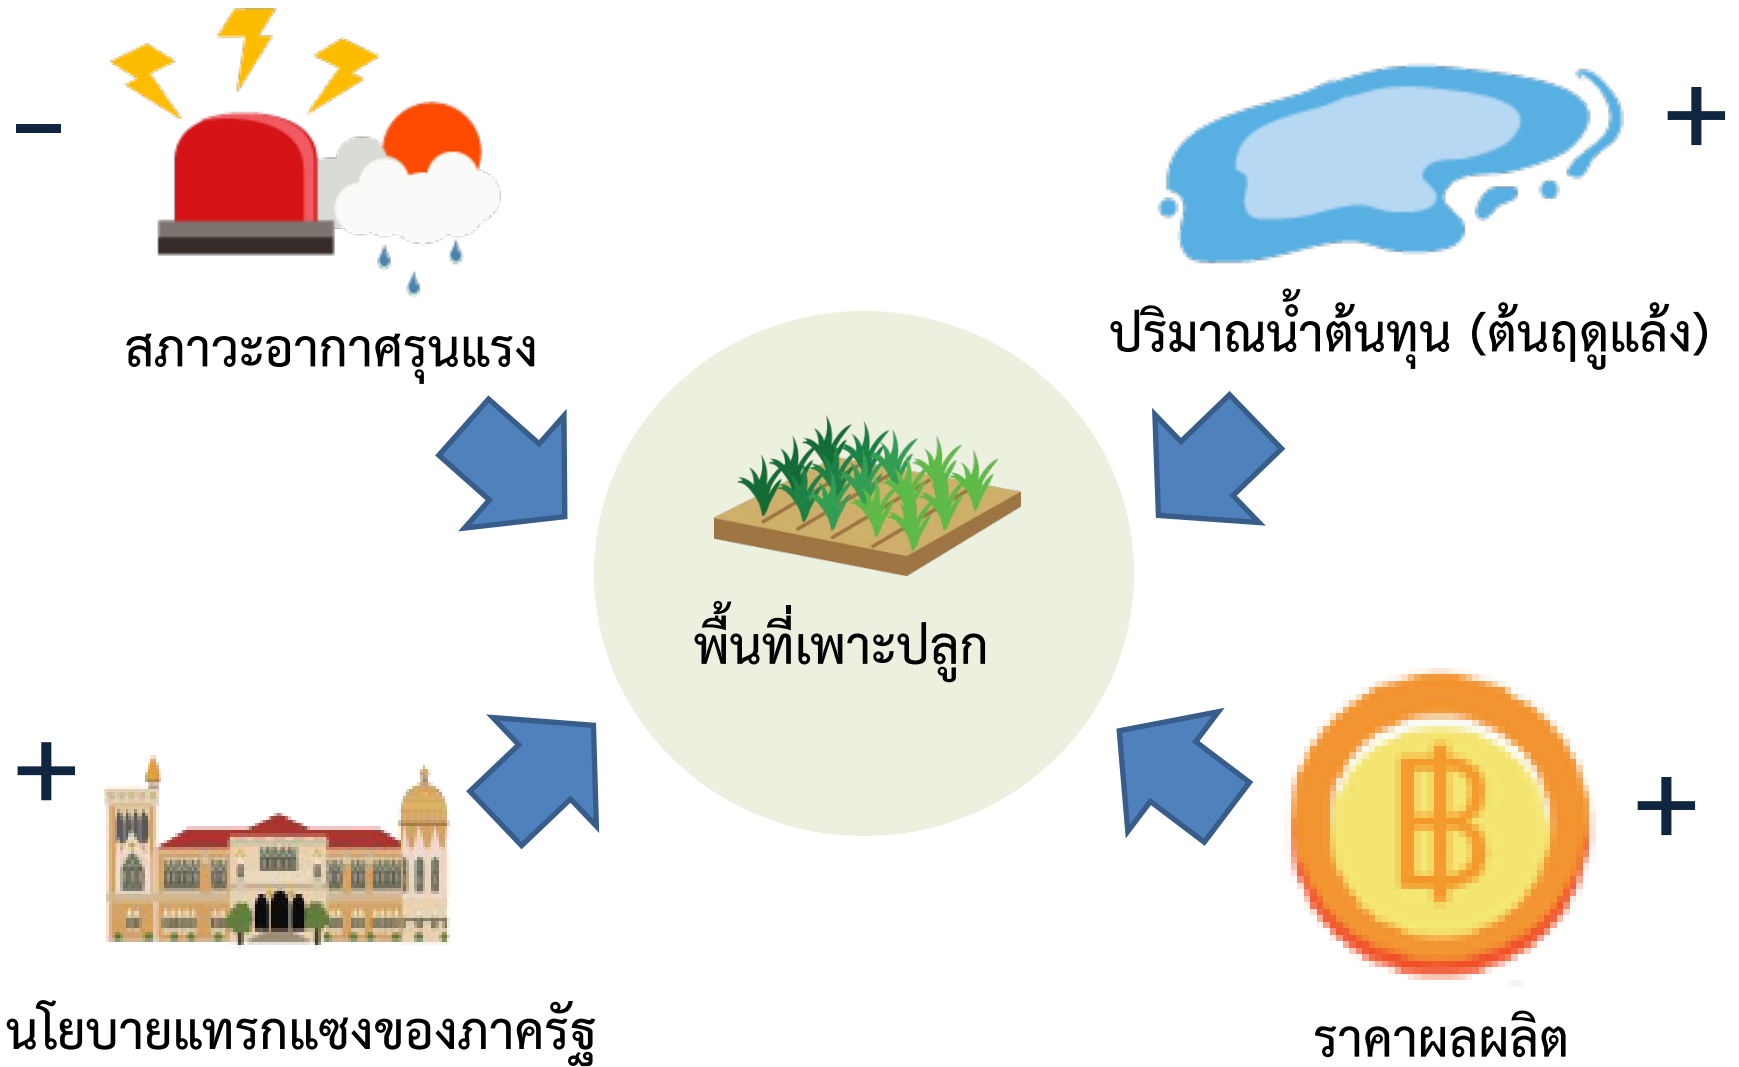 −
+
สภาวะอากาศรุนแรง
ปริมาณน้ำต้นทุน (ต้นฤดูแล้ง)
พื้นที่เพาะปลูก
+
฿
+
นโยบายแทรกแซงของภาครัฐ
ราคาผลผลิต